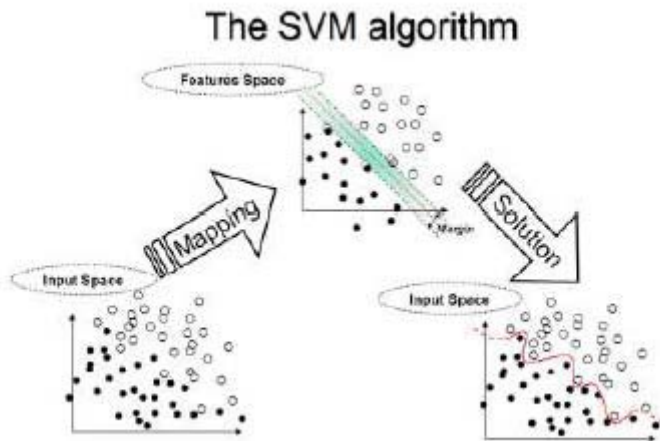 The SVM algorithm
Features Space
Mapping
Margin
Solution
Input Space
Input Space